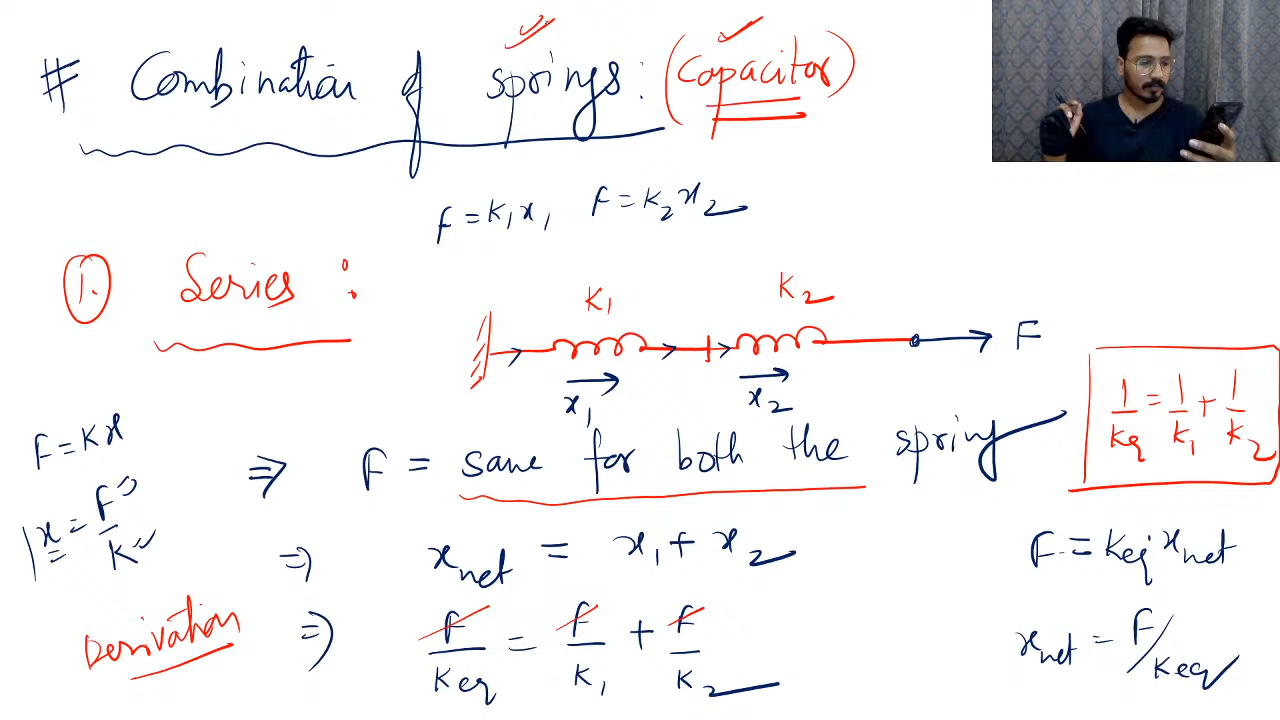 # Combination of springs: (Capacitor)
F = K₁x₁ F = K₂x₂
1. Series :
K₁ K₂
F
x₁ x₂
1/Keq = 1/K₁ + 1/K₂
F = Kx
⇒ F = same for both the spring
x = F/K
⇒ xnet = x₁ + x₂
F = Keq xnet
Derivation ⇒ F/Keq = F/K₁ + F/K₂
xnet = F/Keq